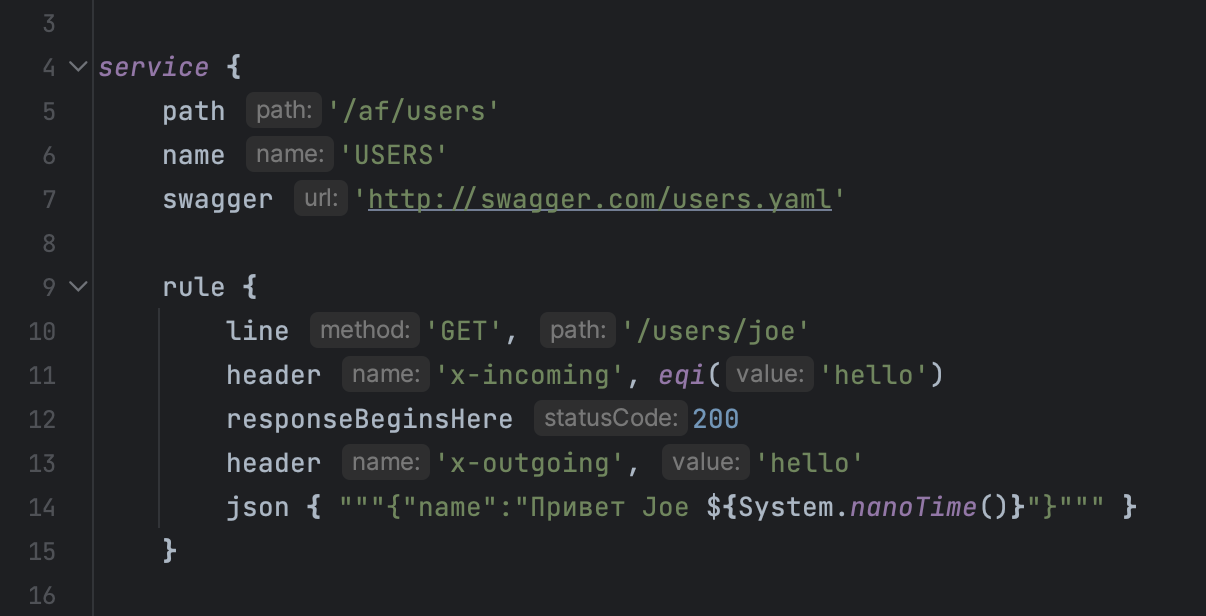 3
4 service {
5 path path: '/af/users'
6 name name: 'USERS'
7 swagger url: 'http://swagger.com/users.yaml'
8
9 rule {
10 line method: 'GET', path: '/users/joe'
11 header name: 'x-incoming', eqi( value: 'hello')
12 responseBeginsHere statusCode: 200
13 header name: 'x-outgoing', value: 'hello'
14 json { """{"name":"Привет Joe ${System.nanoTime()}"}""" }
15 }
16